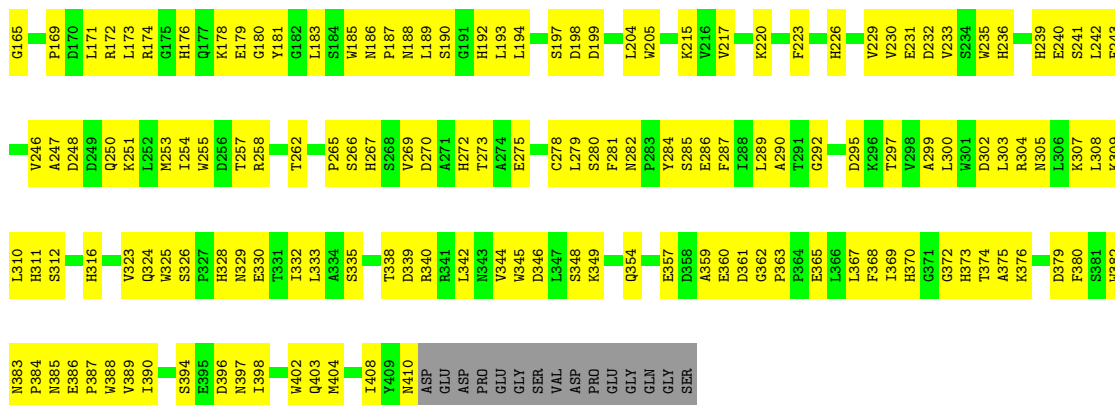 G165 P169 D170 L171 R172 L173 R174 G175 H176 Q177 K178 E179 G180 Y181 G182 L183 S184 W185 N186 P187 N188 L189 S190 G191 H192 L193 L194 S197 D198 D199 L204 W205 K215 V216 V217 K220 F223 H226 V229 V230 E231 D232 V233 S234 W235 H236 H239 E240 S241 L242
V246 A247 D248 D249 Q250 K251 L252 M253 I254 W255 D256 T257 R258 T262 P265 S266 H267 S268 V269 D270 A271 H272 T273 A274 E275 C278 L279 S280 F281 N282 P283 Y284 S285 E286 F287 I288 L289 A290 T291 G292 D295 K296 T297 V298 A299 L300 W301 D302 L303 R304 N305 L306 K307 L308
L310 H311 S312 H316 V323 Q324 W325 S326 P327 H328 N329 E330 T331 I332 L333 A334 S335 T338 D339 R340 R341 L342 N343 V344 W345 D346 L347 S348 K349 Q354 E357 D358 A359 E360 D361 G362 P363 P364 E365 L366 L367 F368 I369 H370 G371 G372 H373 T374 A375 K376 D379 F380 S381
N383 P384 N385 E386 P387 W388 V389 I390 S394 E395 D396 N397 I398 W402 Q403 M404 I408 Y409 N410 ASP GLU ASP PRO GLU GLY SER VAL ASP PRO GLU GLY GLN GLY SER